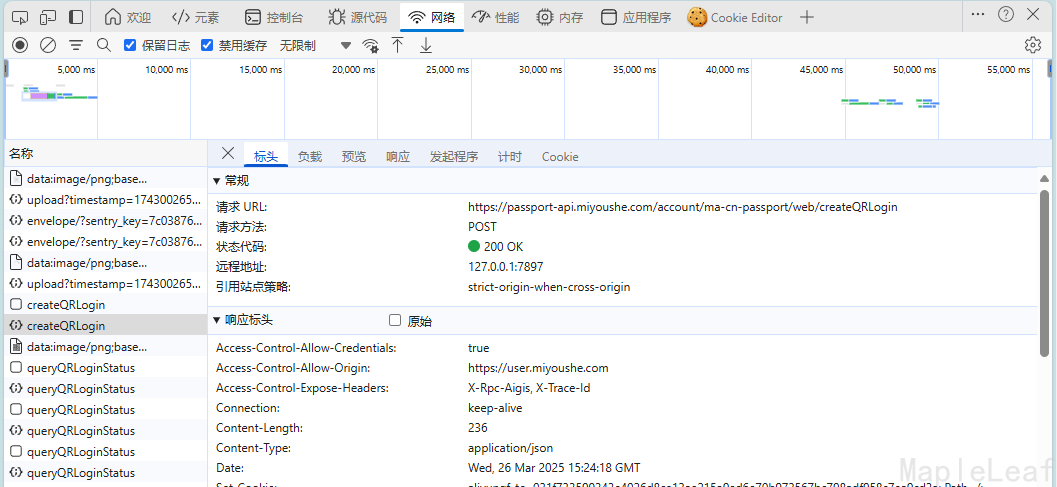 欢迎 元素 控制台 源代码 网络 性能 内存 应用程序 Cookie Editor
保留日志 禁用缓存 无限制
5,000 ms 10,000 ms 15,000 ms 20,000 ms 25,000 ms 30,000 ms 35,000 ms 40,000 ms 45,000 ms 50,000 ms 55,000 ms
名称 标头 负载 预览 响应 发起程序 计时 Cookie
data:image/png;base...
upload?timestamp=174300265...
envelope/?sentry_key=7c03876...
envelope/?sentry_key=7c03876...
data:image/png;base...
upload?timestamp=174300265...
createQRLogin
createQRLogin
data:image/png;base...
queryQRLoginStatus
queryQRLoginStatus
queryQRLoginStatus
queryQRLoginStatus
queryQRLoginStatus
queryQRLoginStatus
常规
请求 URL: https://passport-api.miyoushe.com/account/ma-cn-passport/web/createQRLogin
请求方法: POST
状态代码: 200 OK
远程地址: 127.0.0.1:7897
引用站点策略: strict-origin-when-cross-origin
响应标头 原始
Access-Control-Allow-Credentials: true
Access-Control-Allow-Origin: https://user.miyoushe.com
Access-Control-Expose-Headers: X-Rpc-Aigis, X-Trace-Id
Connection: keep-alive
Content-Length: 236
Content-Type: application/json
Date: Wed, 26 Mar 2025 15:24:18 GMT
MapleLeaf